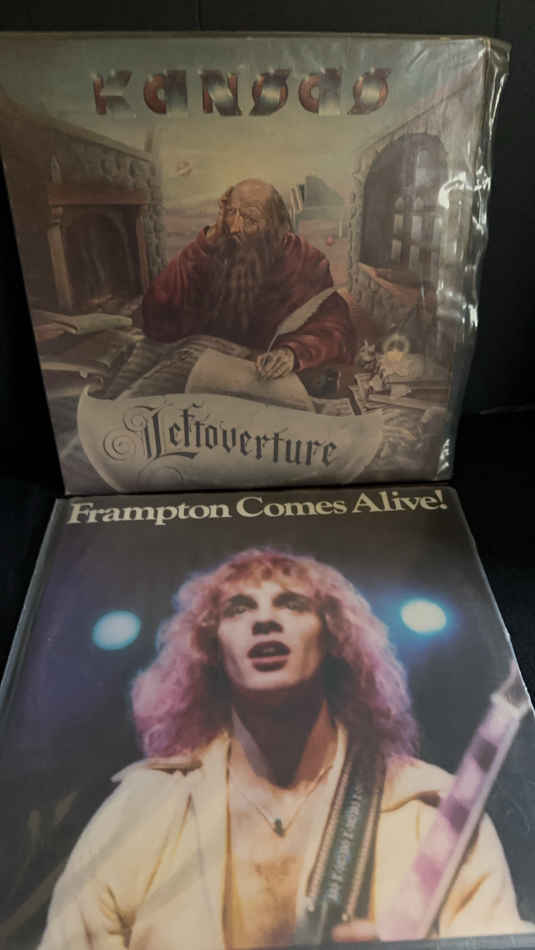 KANSAS
Leftoverture
Frampton Comes Alive!